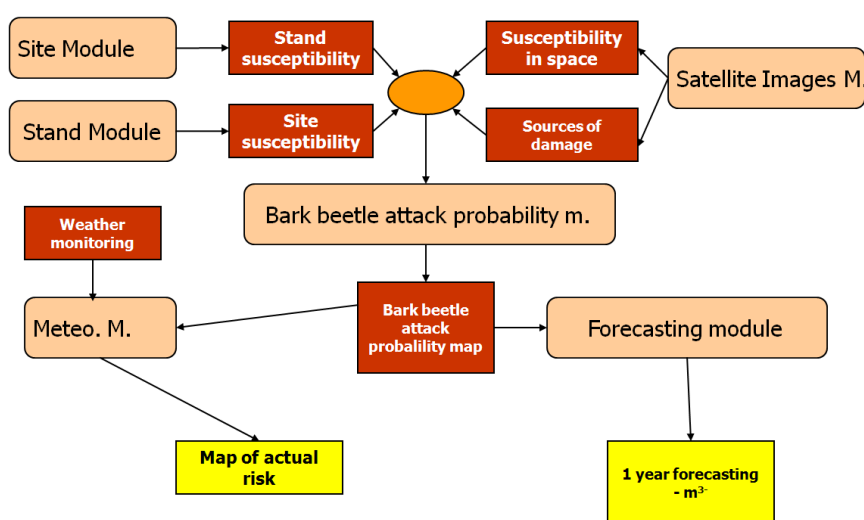 Site Module
Stand
susceptibility
Susceptibility
in space
Satellite Images M.
Stand Module
Site
susceptibility
Sources of
damage
Bark beetle attack probability m.
Weather
monitoring
Meteo. M.
Bark beetle
attack
probalility map
Forecasting module
Map of actual
risk
1 year forecasting
- m³⁻